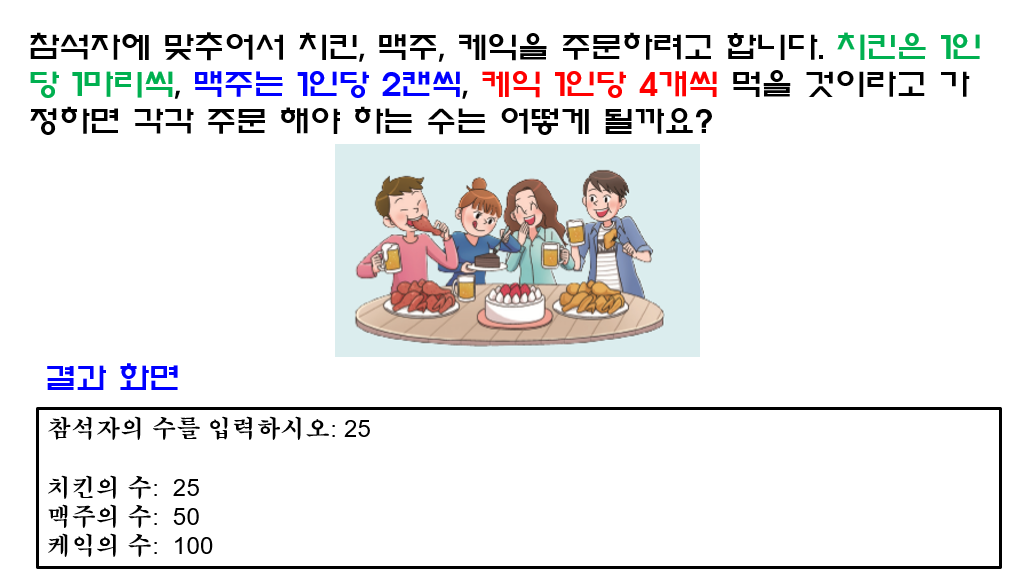 참석자에 맞추어서 치킨, 맥주, 케익을 주문하려고 합니다. 치킨은 1인
당 1마리씩, 맥주는 1인당 2캔씩, 케익 1인당 4개씩 먹을 것이라고 가
정하면 각각 주문 해야 하는 수는 어떻게 될까요?
결과 화면
참석자의 수를 입력하시오: 25
치킨의 수: 25
맥주의 수: 50
케익의 수: 100